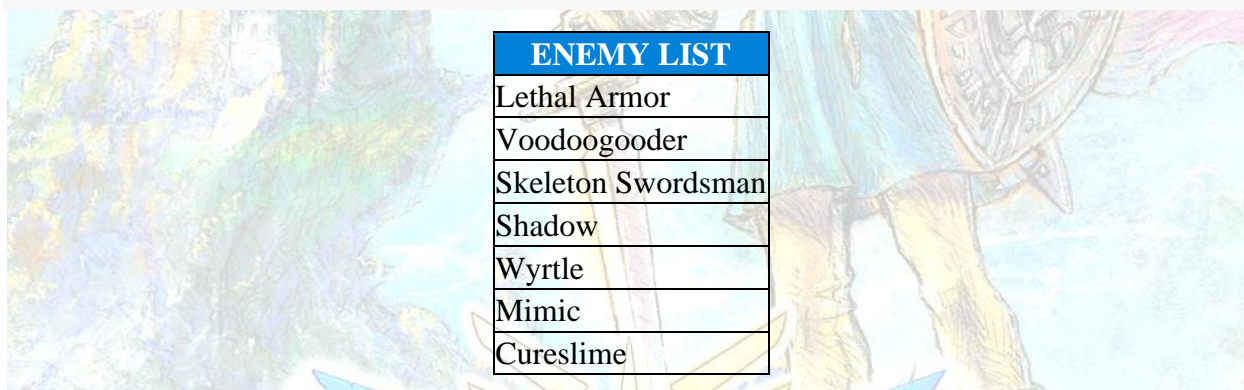 ENEMY LIST
Lethal Armor
Voodoogooder
Skeleton Swordsman
Shadow
Wyrtle
Mimic
Cureslime